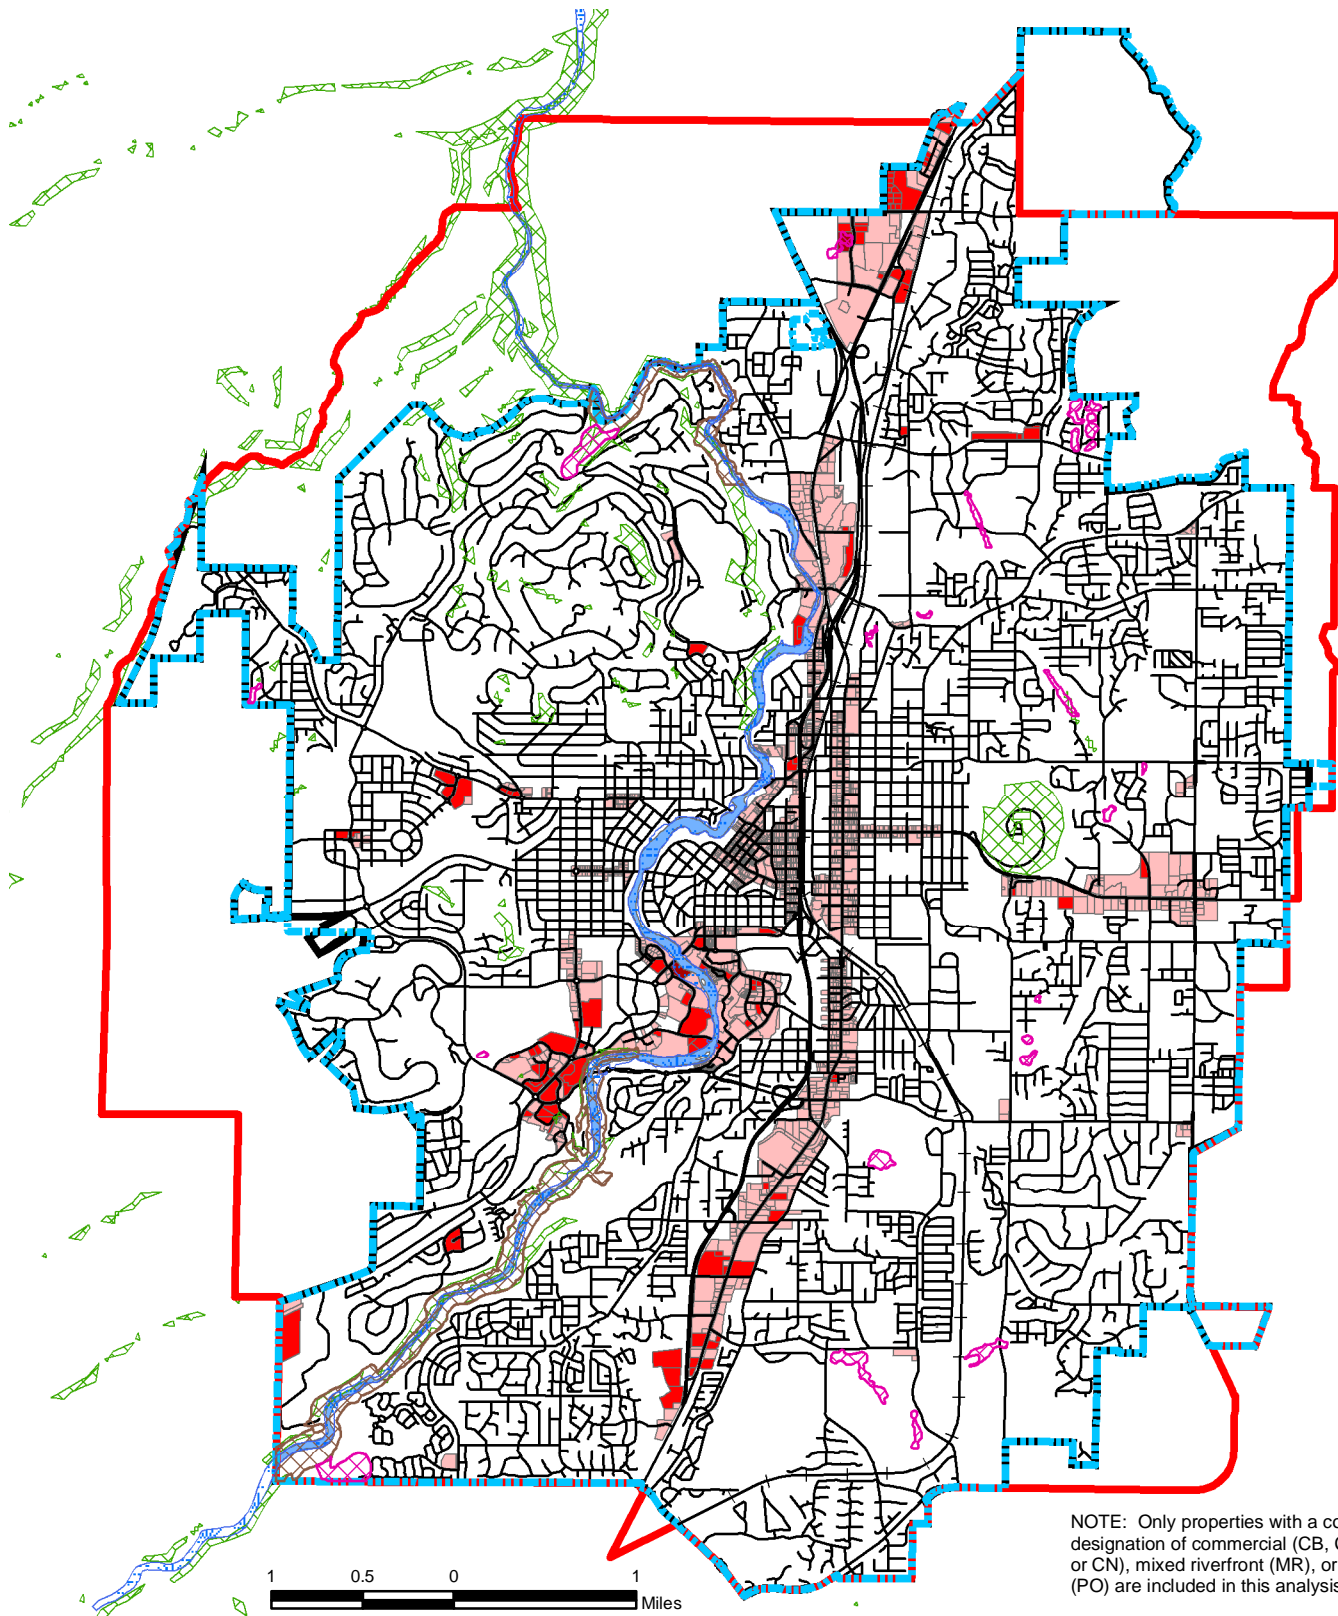 NOTE: Only properties with a co
designation of commercial (CB,
or CN), mixed riverfront (MR), or
(PO) are included in this analysis
1 0.5 0 1
Miles